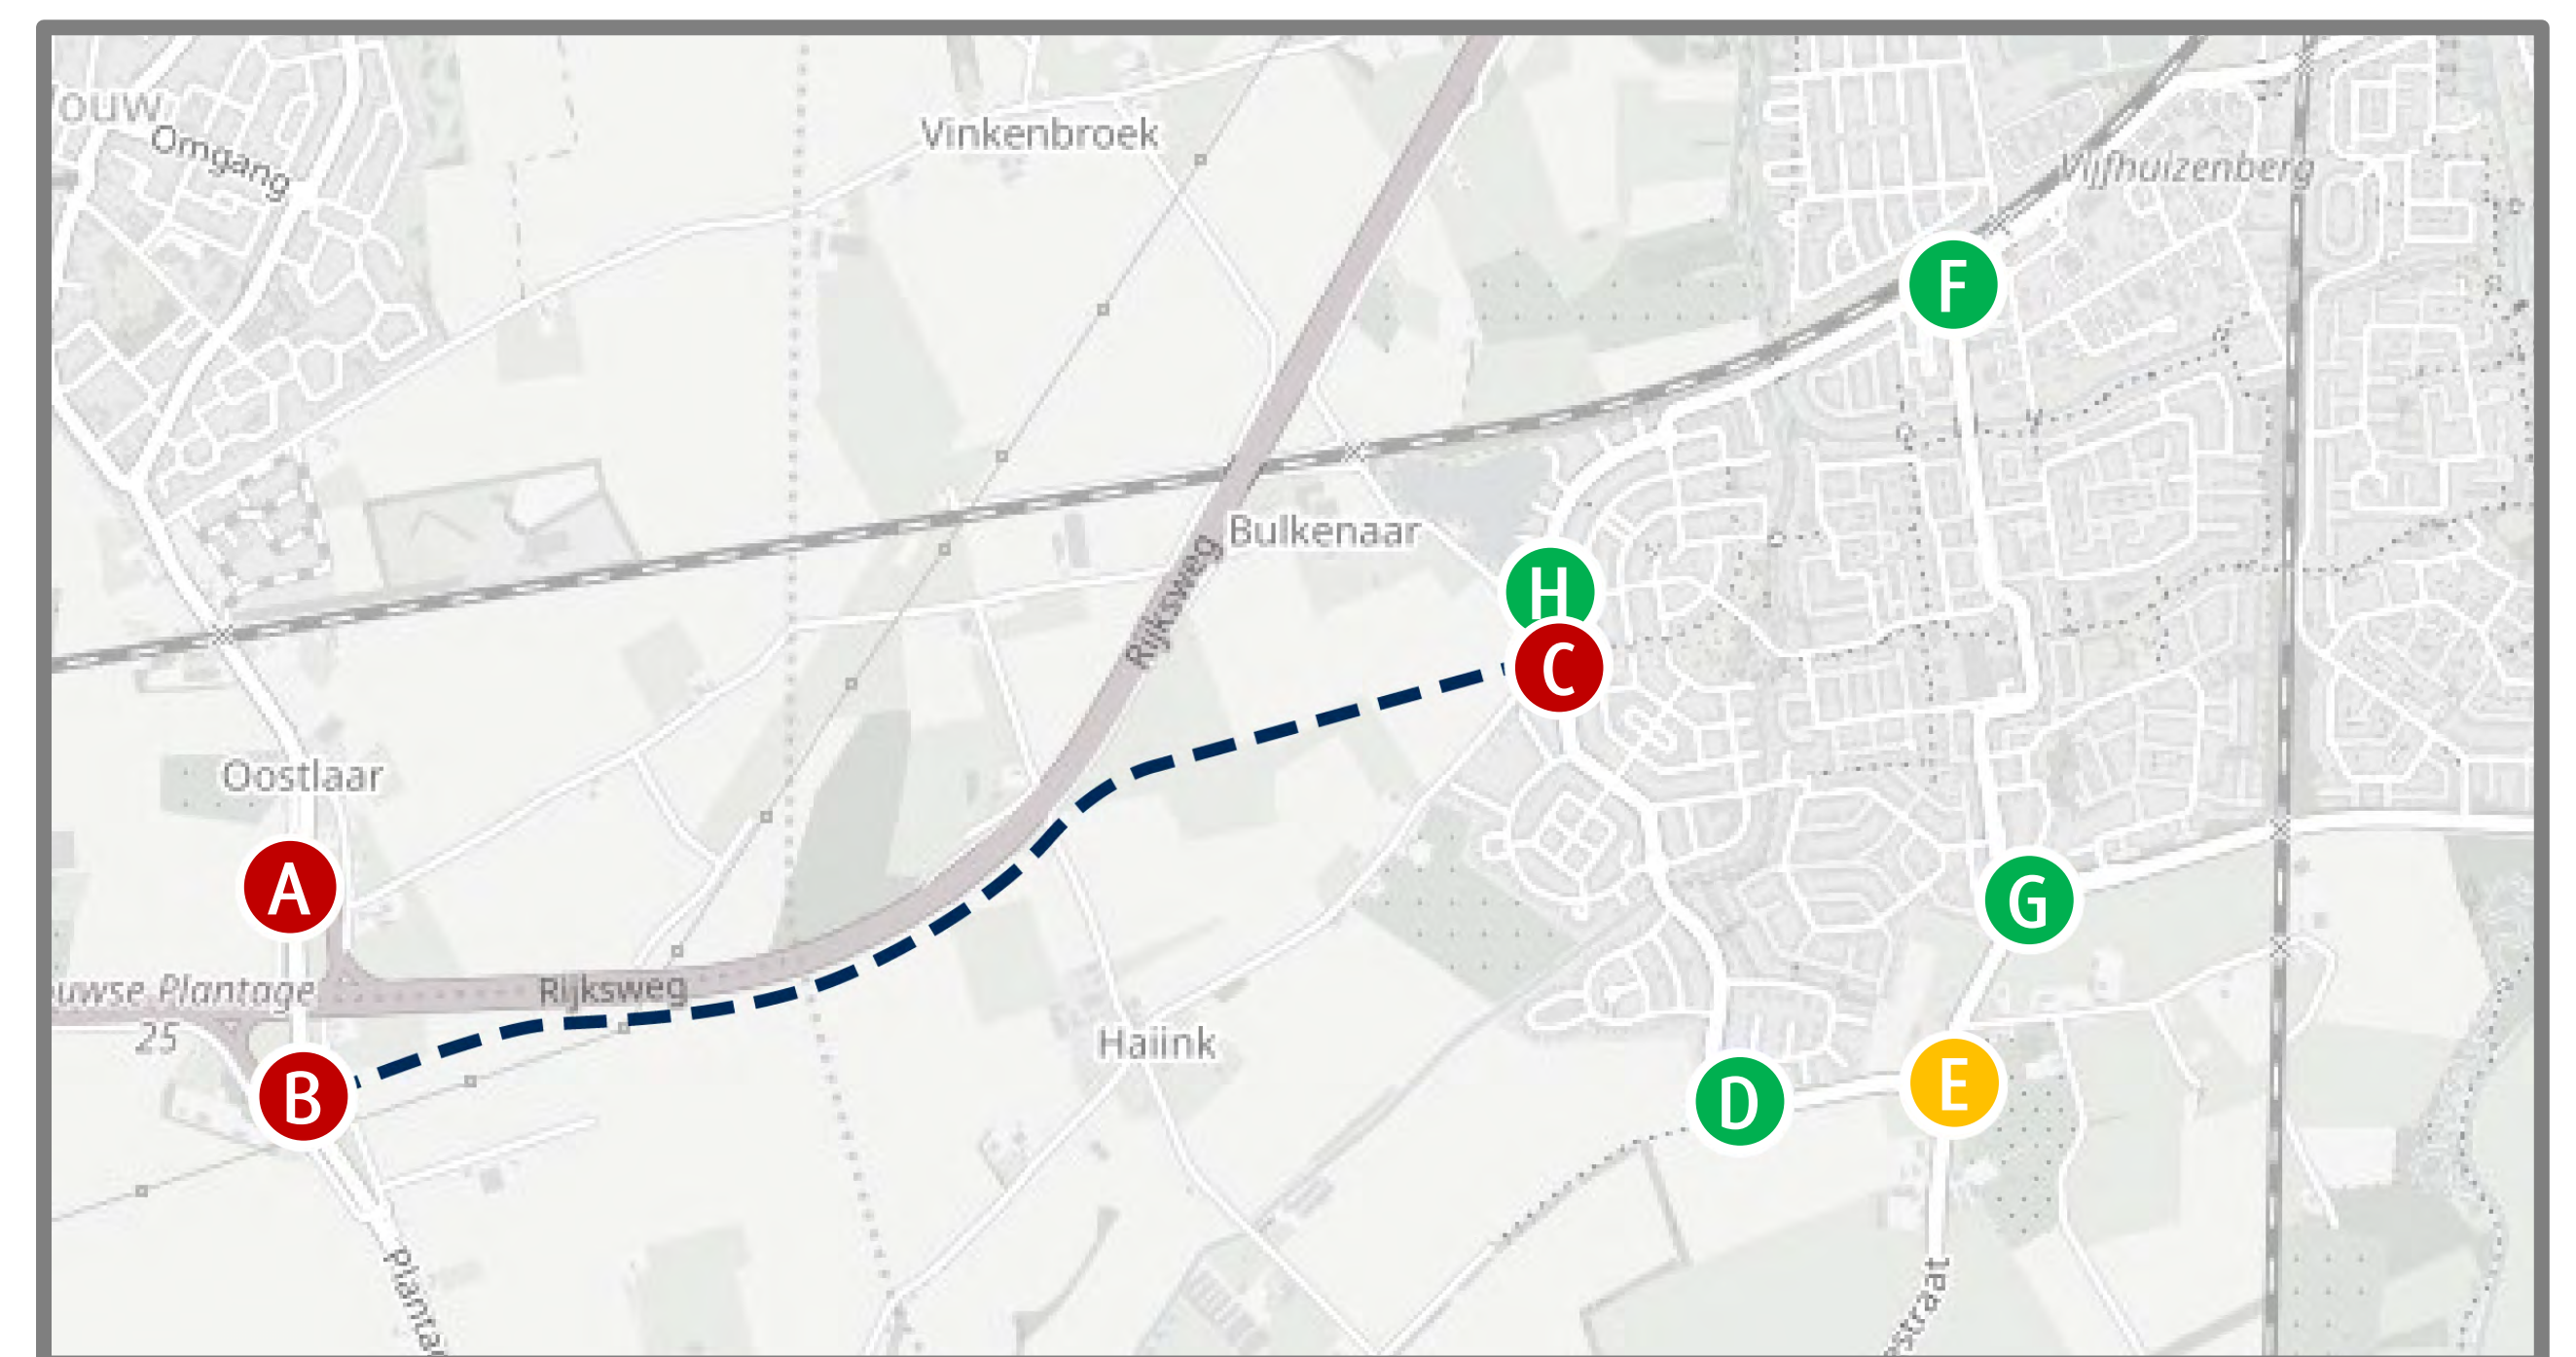 ouw
Omgang
Vinkenbroek
Vijfhuizenberg
F
Bulkenaar
Rijksweg
H
C
Oostlaar
A
G
uwse Plantage
Rijksweg
25
Haiink
B
D
E
Planta
straat